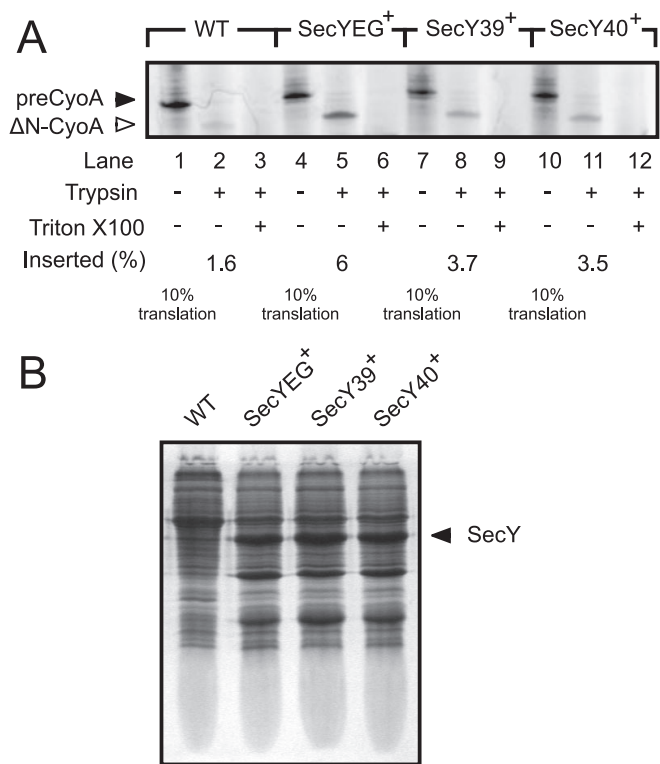 A
WT SecYEG+ SecY39+ SecY40+
preCyoA
ΔN-CyoA
Lane 1 2 3 4 5 6 7 8 9 10 11 12
Trypsin - + + - + + - + + - + +
Triton X100 - - + - - + - - + - - +
Inserted (%) 1.6 6 3.7 3.5
10% 10% 10% 10%
translation translation translation translation
B
WT SecYEG+ SecY39+ SecY40+
SecY